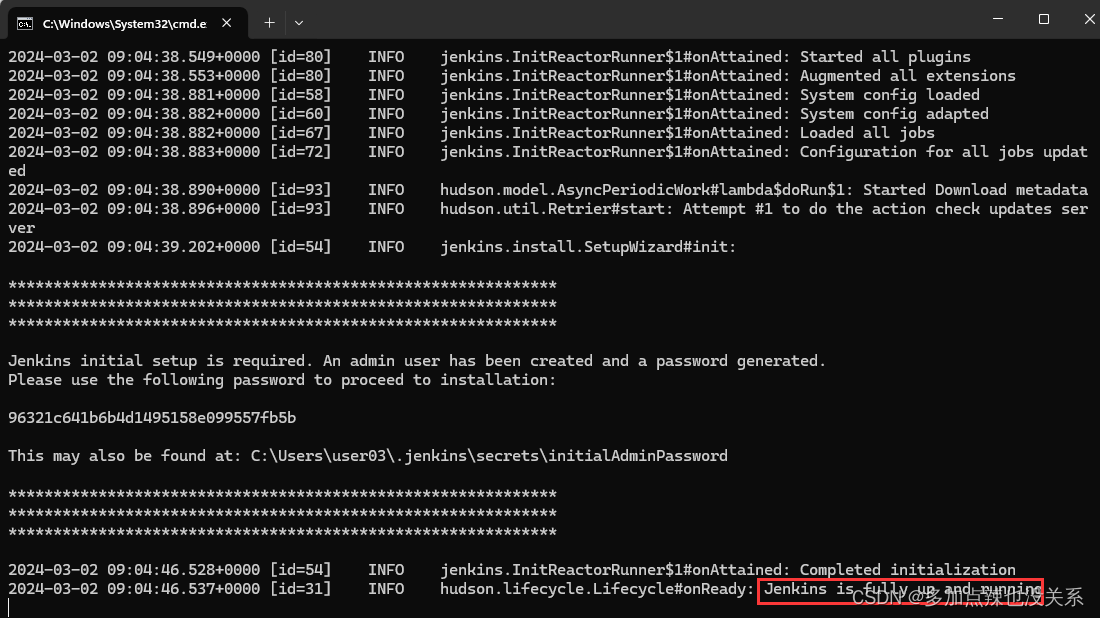 C:\Windows\System32\cmd.e
2024-03-02 09:04:38.549+0000 [id=80] INFO jenkins.InitReactorRunner$1#onAttained: Started all plugins
2024-03-02 09:04:38.553+0000 [id=80] INFO jenkins.InitReactorRunner$1#onAttained: Augmented all extensions
2024-03-02 09:04:38.881+0000 [id=58] INFO jenkins.InitReactorRunner$1#onAttained: System config loaded
2024-03-02 09:04:38.882+0000 [id=60] INFO jenkins.InitReactorRunner$1#onAttained: System config adapted
2024-03-02 09:04:38.882+0000 [id=67] INFO jenkins.InitReactorRunner$1#onAttained: Loaded all jobs
2024-03-02 09:04:38.883+0000 [id=72] INFO jenkins.InitReactorRunner$1#onAttained: Configuration for all jobs updat
ed
2024-03-02 09:04:38.890+0000 [id=93] INFO hudson.model.AsyncPeriodicWork#lambda$doRun$1: Started Download metadata
2024-03-02 09:04:38.896+0000 [id=93] INFO hudson.util.Retrier#start: Attempt #1 to do the action check updates ser
ver
2024-03-02 09:04:39.202+0000 [id=54] INFO jenkins.install.SetupWizard#init:
*************************************************************
*************************************************************
*************************************************************
Jenkins initial setup is required. An admin user has been created and a password generated.
Please use the following password to proceed to installation:
96321c641b6b4d1495158e099557fb5b
This may also be found at: C:\Users\user03\.jenkins\secrets\initialAdminPassword
*************************************************************
*************************************************************
*************************************************************
2024-03-02 09:04:46.528+0000 [id=54] INFO jenkins.InitReactorRunner$1#onAttained: Completed initialization
2024-03-02 09:04:46.537+0000 [id=31] INFO hudson.lifecycle.Lifecycle#onReady: Jenkins is fully up and running
CSDN @多加点辣也没关系